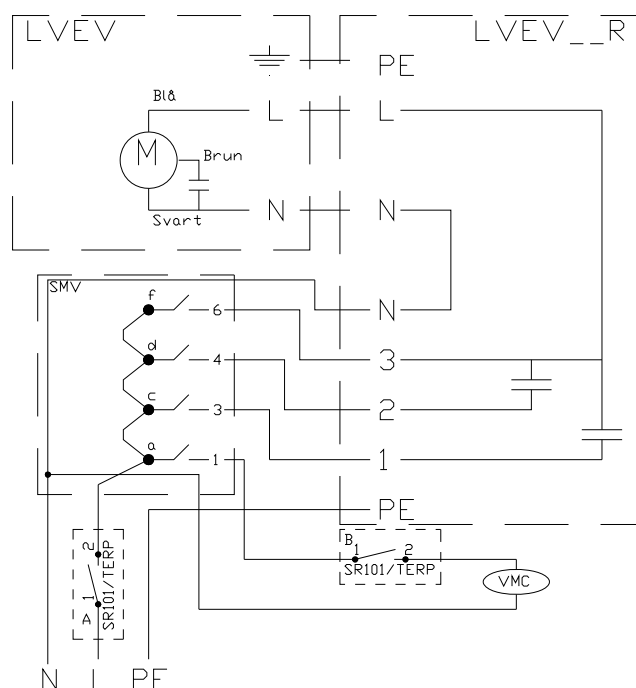 LVEV
LVEV__R
PE
Blå
L
L
M
Brun
Svart
N
N
SMV
f
6
N
d
4
3
c
3
2
a
1
1
PE
2
1
A
SR101/TERP
B
1
2
SR101/TERP
VMC
N
L
PE